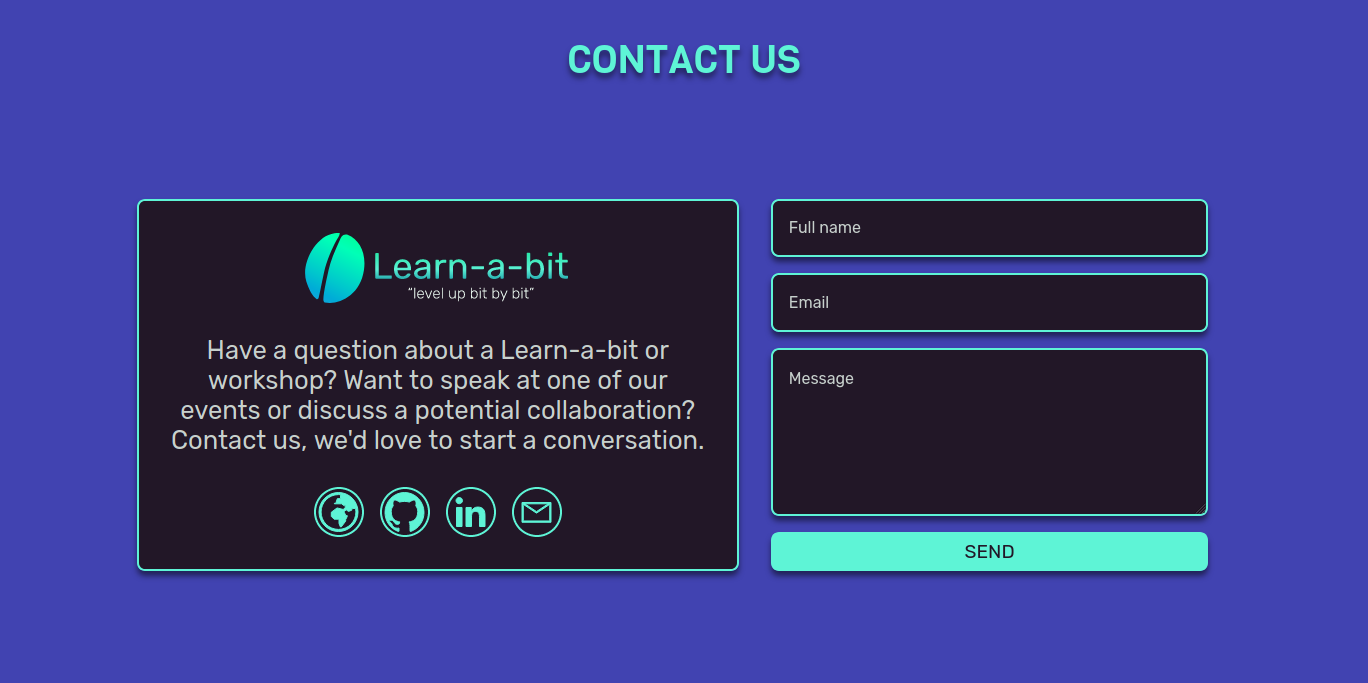 CONTACT US
Learn-a-bit
“level up bit by bit”
Have a question about a Learn-a-bit or
workshop? Want to speak at one of our
events or discuss a potential collaboration?
Contact us, we'd love to start a conversation.
in
Full name
Email
Message
SEND